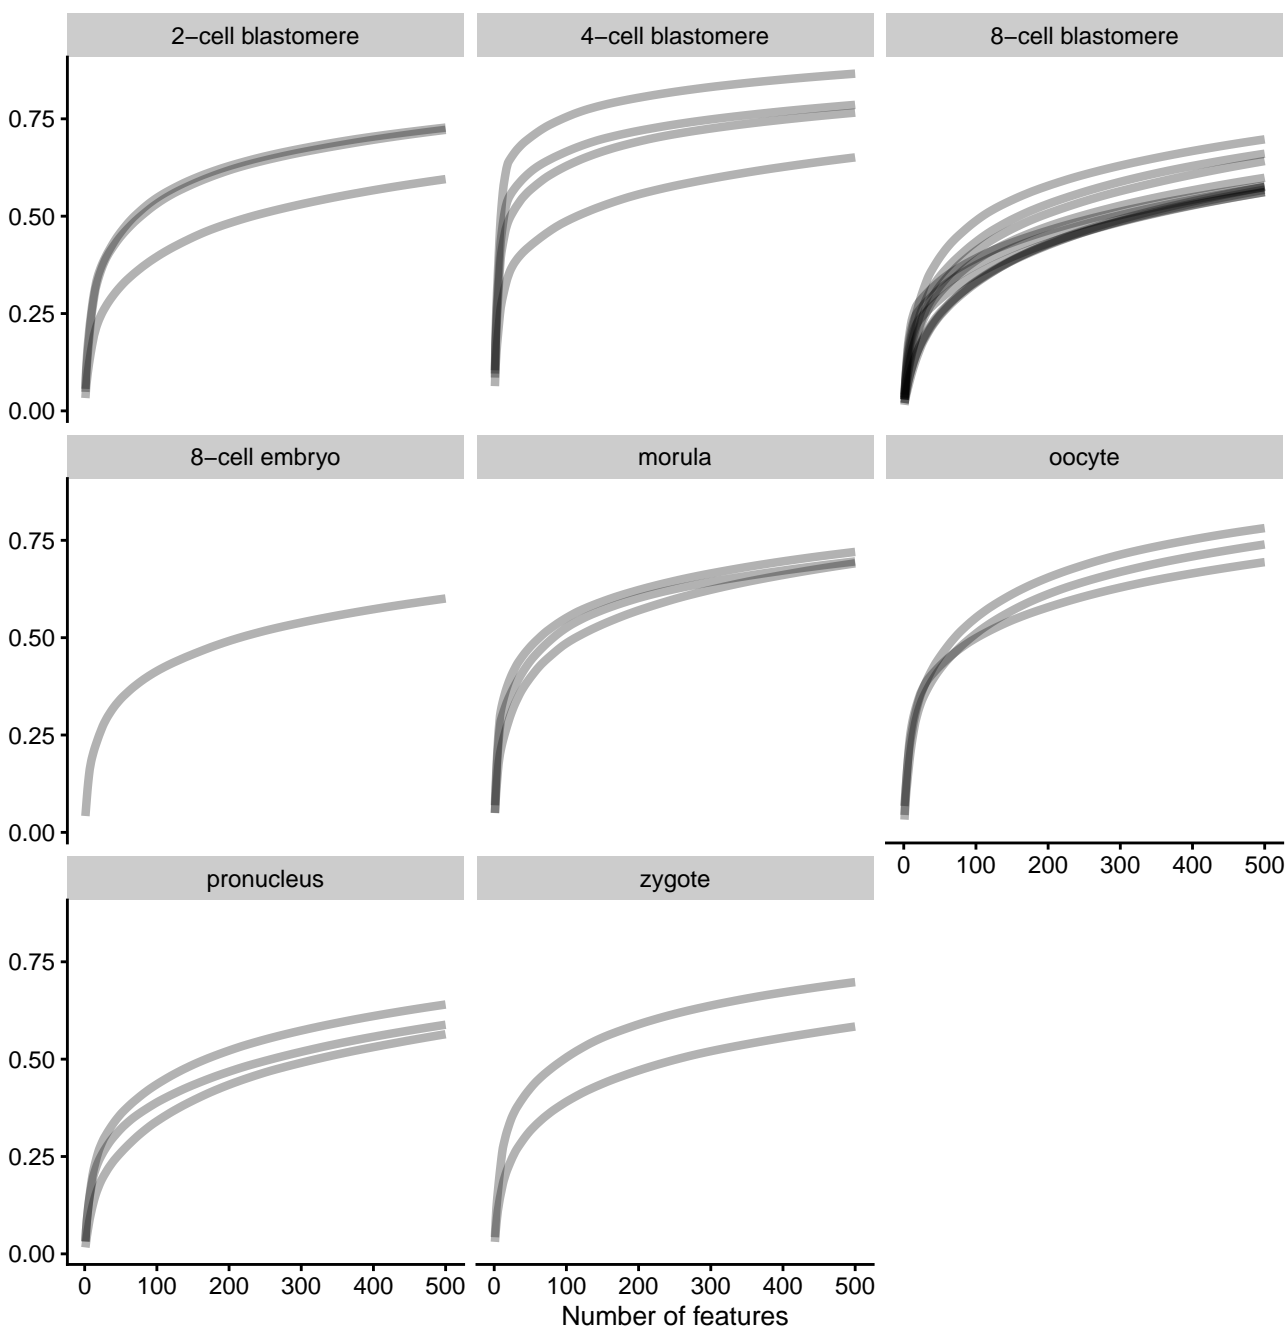 2−cell blastomere
4−cell blastomere
8−cell blastomere
0.75
0.50
0.25
0.00
8−cell embryo
morula
oocyte
0.75
0.50
0.25
0.00
0 100 200 300 400 500
pronucleus
zygote
0.75
0.50
0.25
0.00
0 100 200 300 400 500
0 100 200 300 400 500
Number of features